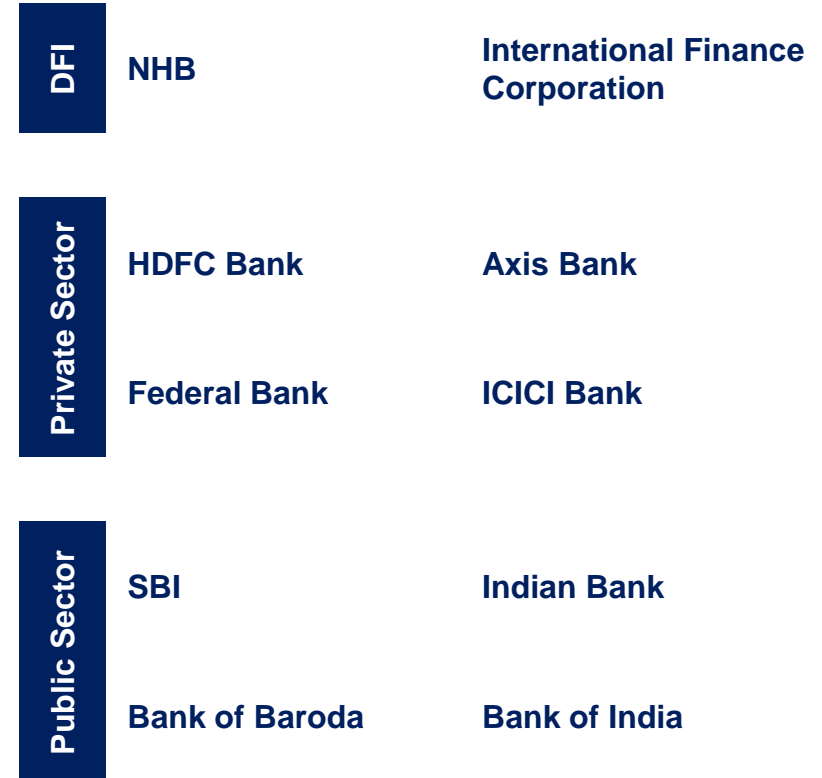 DFI
NHB
International Finance
Corporation
Private Sector
HDFC Bank
Axis Bank
Federal Bank
ICICI Bank
Public Sector
SBI
Indian Bank
Bank of Baroda
Bank of India